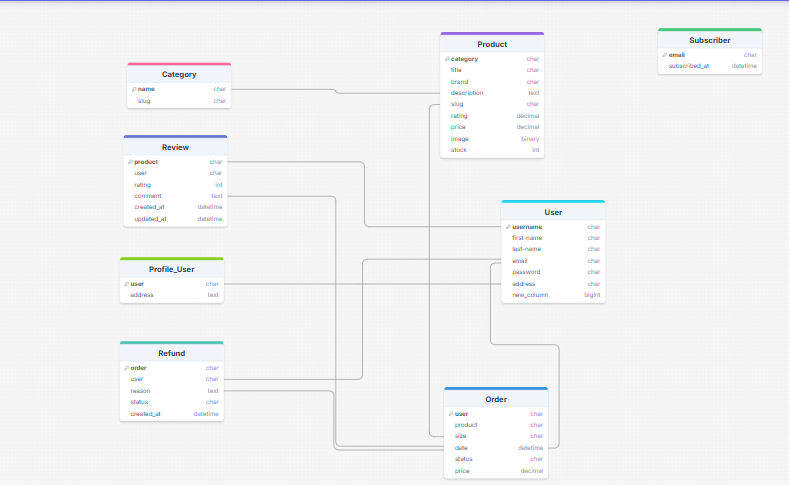 Category
name char
slug char
Review
product char
user char
rating int
comment text
created_at datetime
updated_at datetime
Profile_User
user char
address text
Refund
order char
user char
reason text
status char
created_at datetime
Product
category char
title char
brand char
description text
slug char
rating decimal
price decimal
image binary
stock int
User
username char
first-name char
last-name char
email char
password char
address char
new_column bigint
Order
user char
product char
size char
date datetime
status char
price decimal
Subscriber
email char
subscribed_at datetime